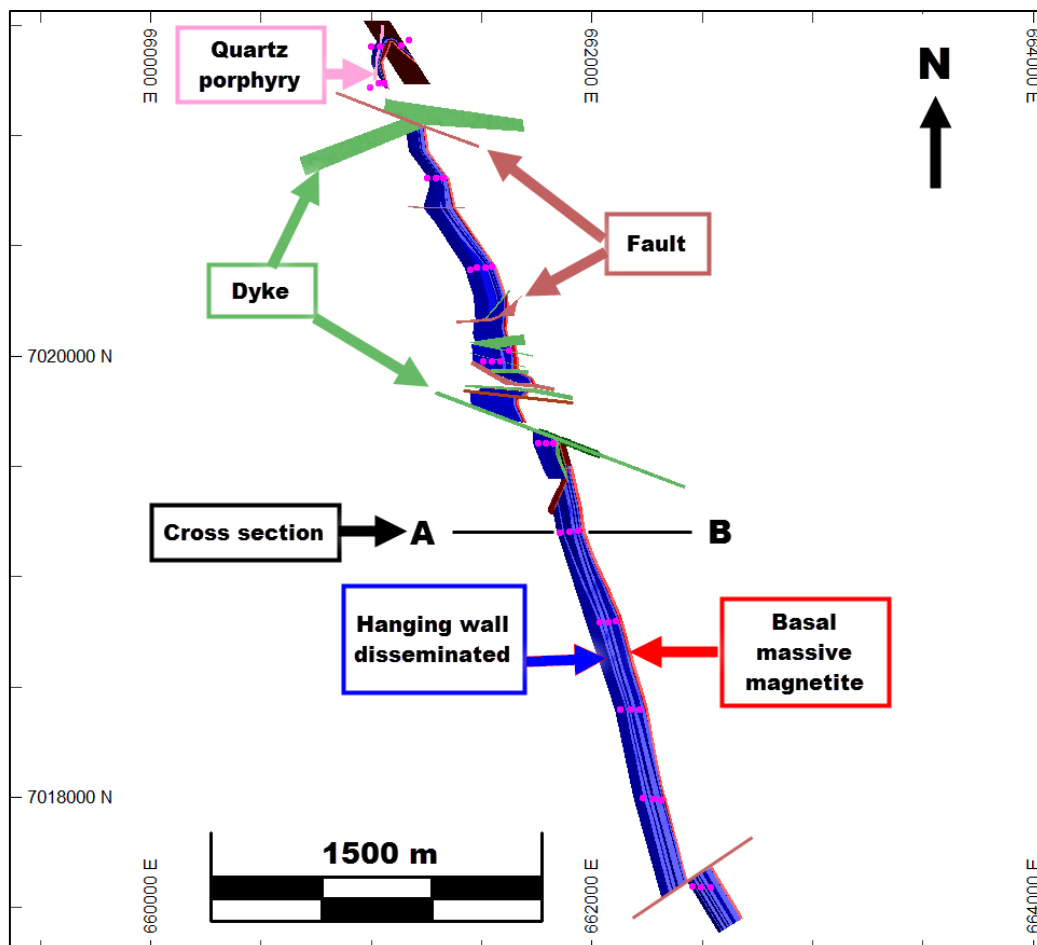 660000 E
662000 E
664000 E
Quartz
porphyry
N
Fault
Dyke
7020000 N
Cross section
A
B
Hanging wall
disseminated
Basal
massive
magnetite
7018000 N
1500 m
660000 E
662000 E
664000 E